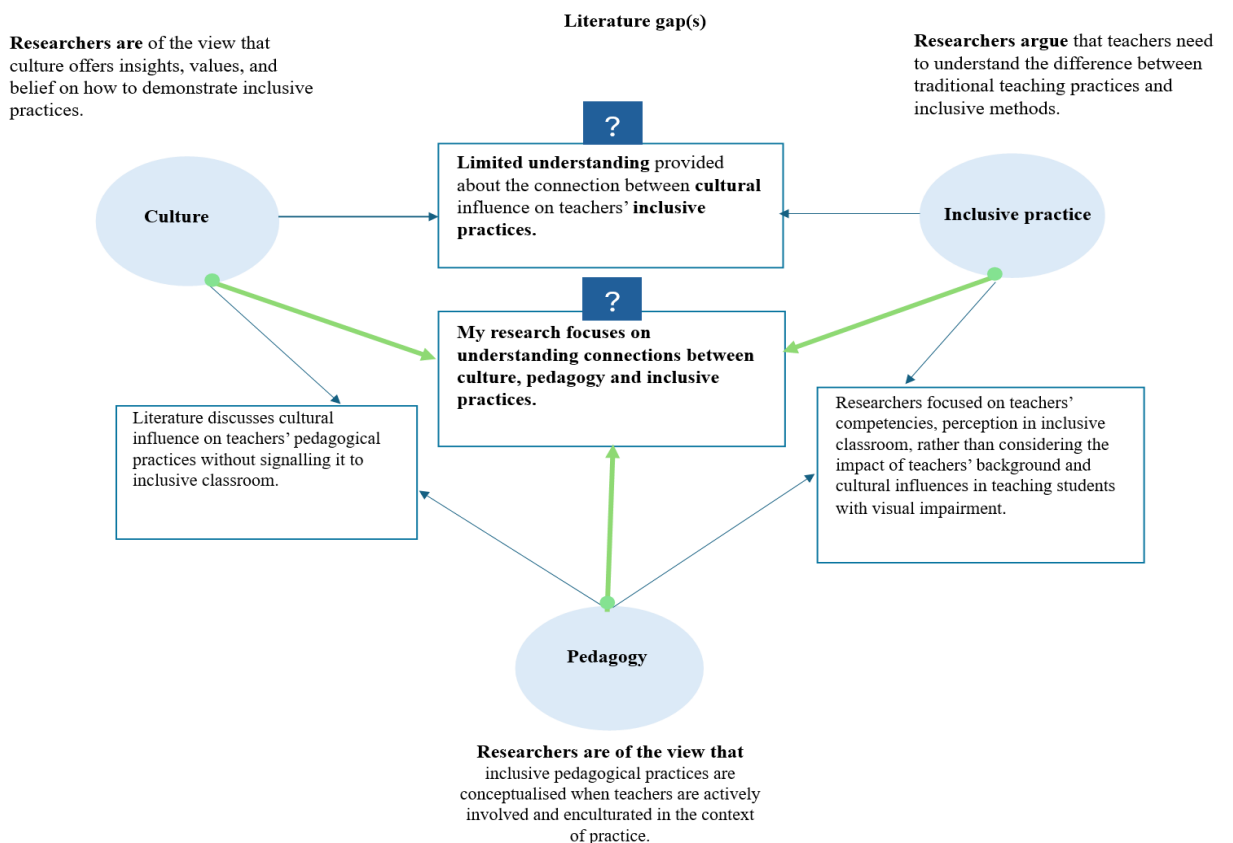 Literature gap(s)
Researchers are of the view that
culture offers insights, values, and
belief on how to demonstrate inclusive
practices.
Researchers argue that teachers need
to understand the difference between
traditional teaching practices and
inclusive methods.
?
Limited understanding provided
about the connection between cultural
influence on teachers’ inclusive
practices.
Culture
Inclusive practice
?
My research focuses on
understanding connections between
culture, pedagogy and inclusive
practices.
Literature discusses cultural
influence on teachers’ pedagogical
practices without signalling it to
inclusive classroom.
Researchers focused on teachers’
competencies, perception in inclusive
classroom, rather than considering the
impact of teachers’ background and
cultural influences in teaching students
with visual impairment.
Pedagogy
Researchers are of the view that
inclusive pedagogical practices are
conceptualised when teachers are actively
involved and enculturated in the context
of practice.